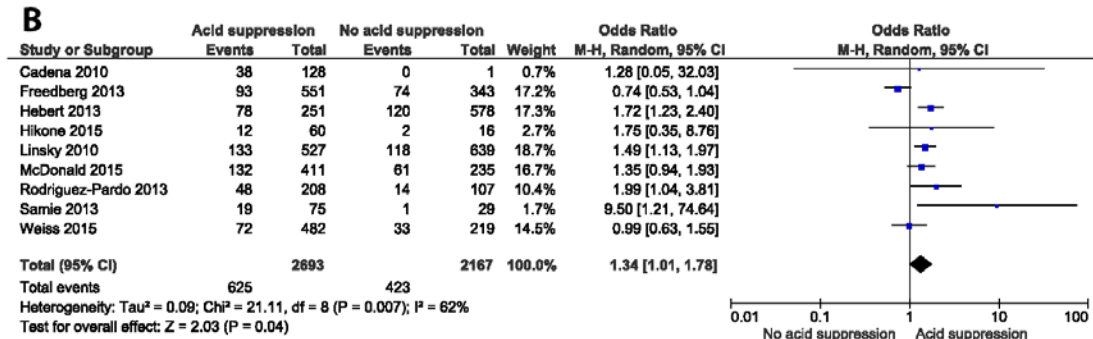 B
Acid suppression No acid suppression Odds Ratio Odds Ratio
Study or Subgroup Events Total Events Total Weight M-H, Random, 95% CI M-H, Random, 95% CI
Cadena 2010 38 128 0 1 0.7% 1.28 [0.05, 32.03]
Freedberg 2013 93 551 74 343 17.2% 0.74 [0.53, 1.04]
Hebert 2013 78 251 120 578 17.3% 1.72 [1.23, 2.40]
Hikone 2015 12 60 2 16 2.7% 1.75 [0.35, 8.76]
Linsky 2010 133 527 118 639 18.7% 1.49 [1.13, 1.97]
McDonald 2015 132 411 61 235 16.7% 1.35 [0.94, 1.93]
Rodriguez-Pardo 2013 48 208 14 107 10.4% 1.99 [1.04, 3.81]
Samie 2013 19 75 1 29 1.7% 9.50 [1.21, 74.64]
Weiss 2015 72 482 33 219 14.5% 0.99 [0.63, 1.55]
Total (95% CI) 2693 2167 100.0% 1.34 [1.01, 1.78]
Total events 625 423
Heterogeneity: Tau² = 0.09; Chi² = 21.11, df = 8 (P = 0.007); I² = 62%
Test for overall effect: Z = 2.03 (P = 0.04)
0.01 0.1 1 10 100
No acid suppression Acid suppression